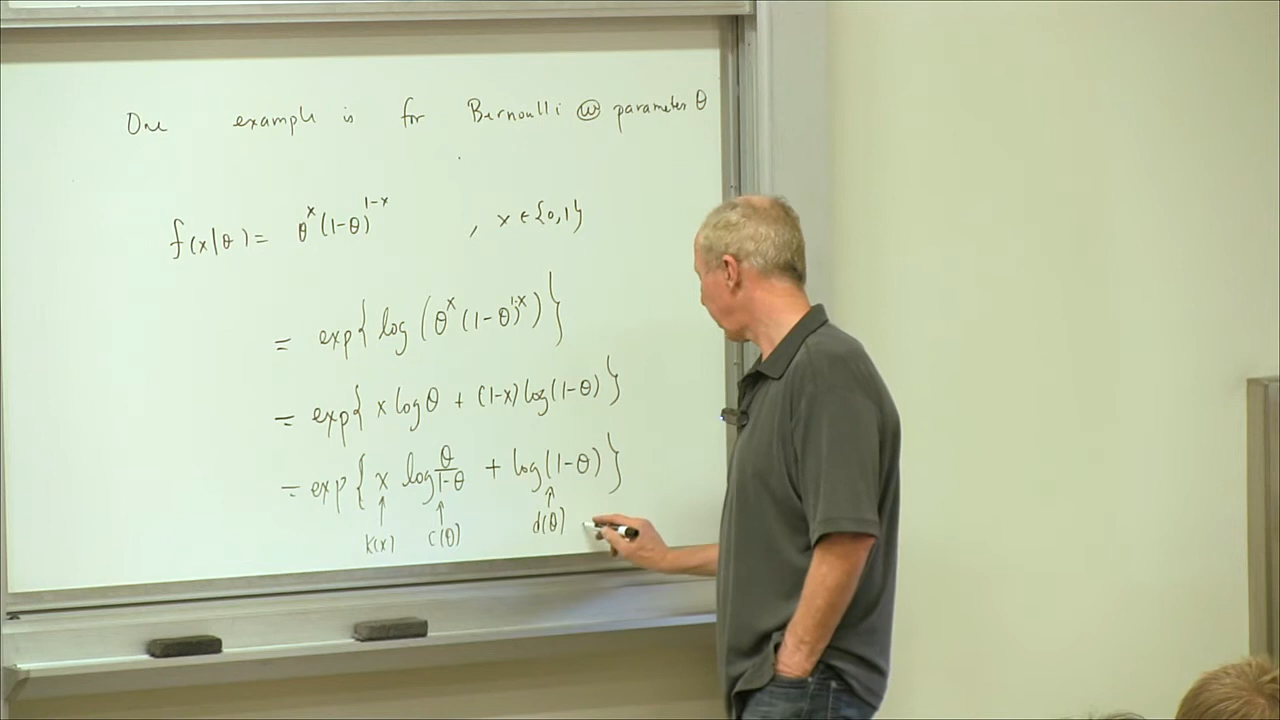 One example is for Bernoulli ⓦ parameter θ
f(x|θ) = θ^x (1-θ)^{1-x} , x ∈ {0,1}
= exp{ log (θ^x (1-θ)^{1-x}) }
= exp{ x log θ + (1-x) log(1-θ) }
= exp{ x log θ/(1-θ) + log(1-θ) }
↑ ↑ ↑
k(x) c(θ) d(θ)